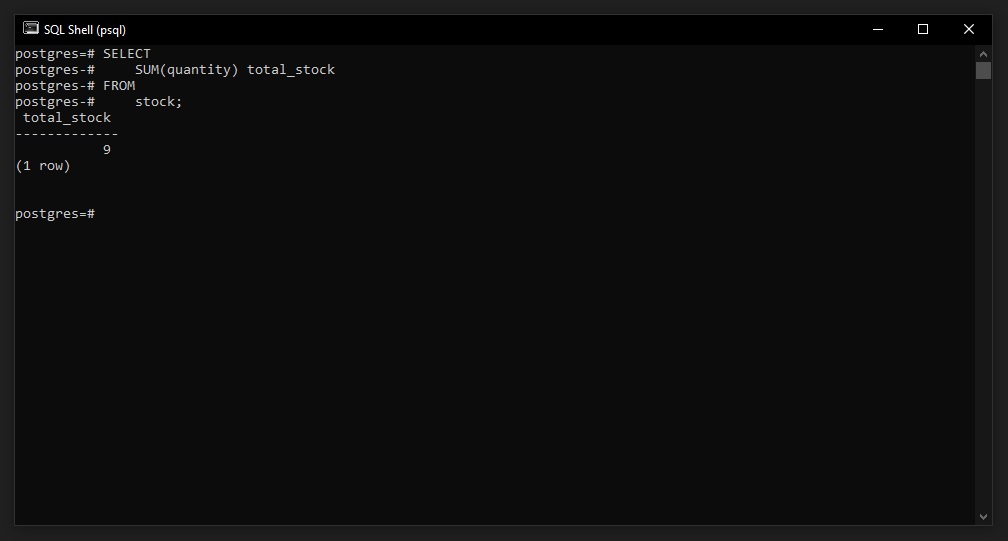 SQL Shell (psql)
postgres=# SELECT
postgres-#     SUM(quantity) total_stock
postgres-# FROM
postgres-#     stock;
 total_stock
-------------
           9
(1 row)
postgres=#